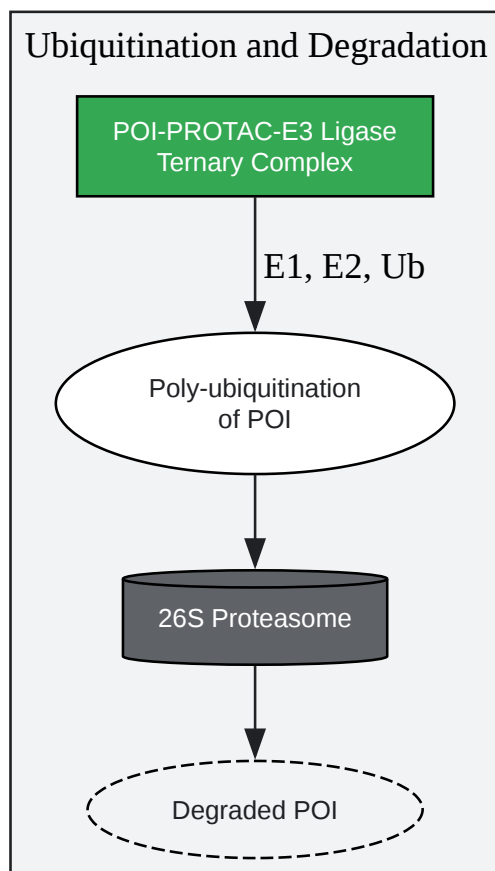 Ubiquitination and Degradation
POI-PROTAC-E3 Ligase
Ternary Complex
E1, E2, Ub
Poly-ubiquitination
of POI
26S Proteasome
Degraded POI